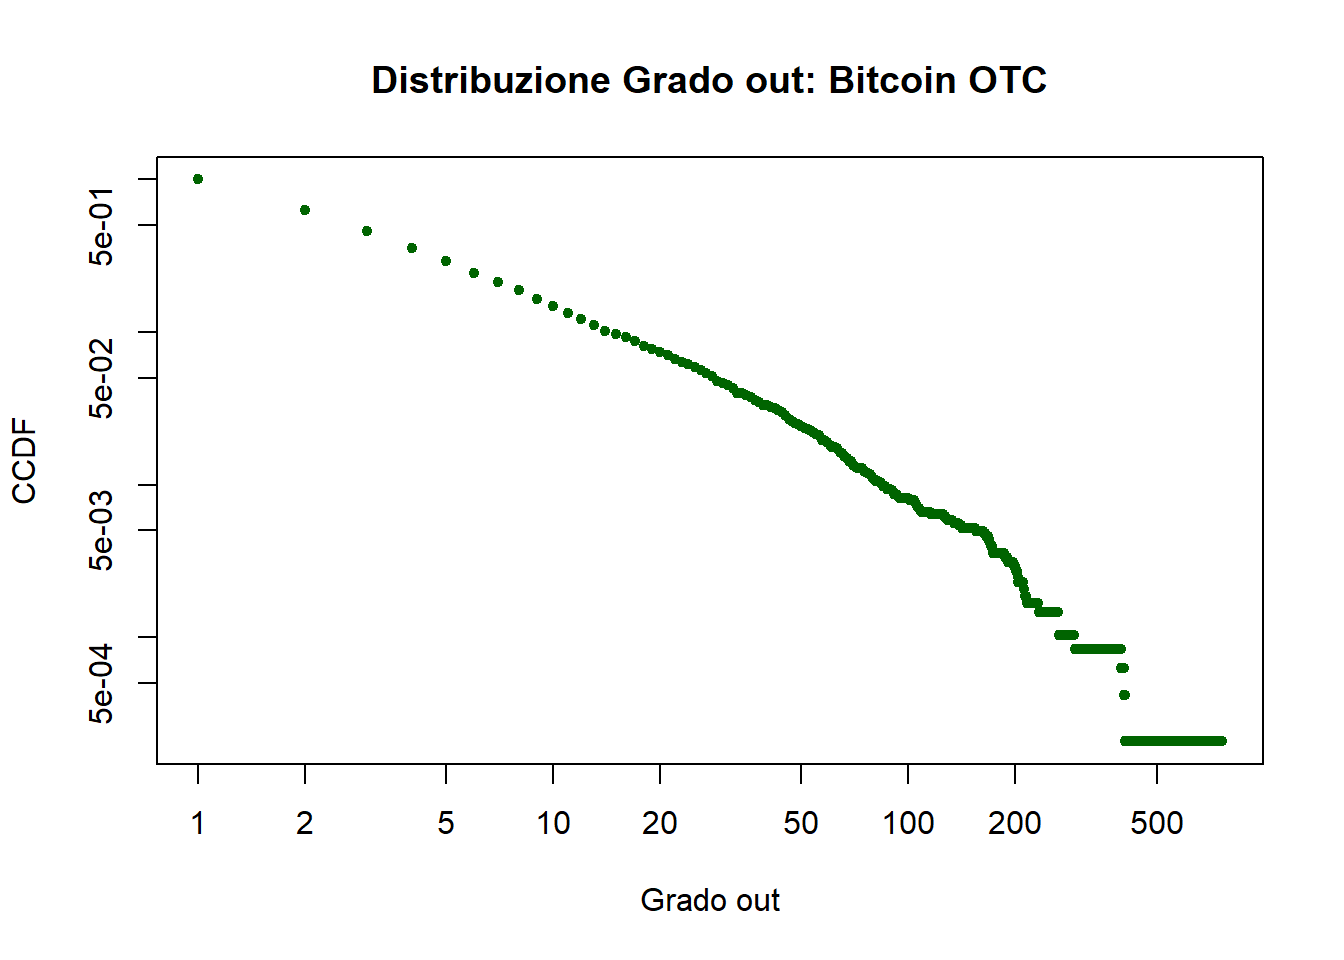 Distribuzione Grado out: Bitcoin OTC
CCDF
5e-01
5e-02
5e-03
5e-04
1 2 5 10 20 50 100 200 500
Grado out